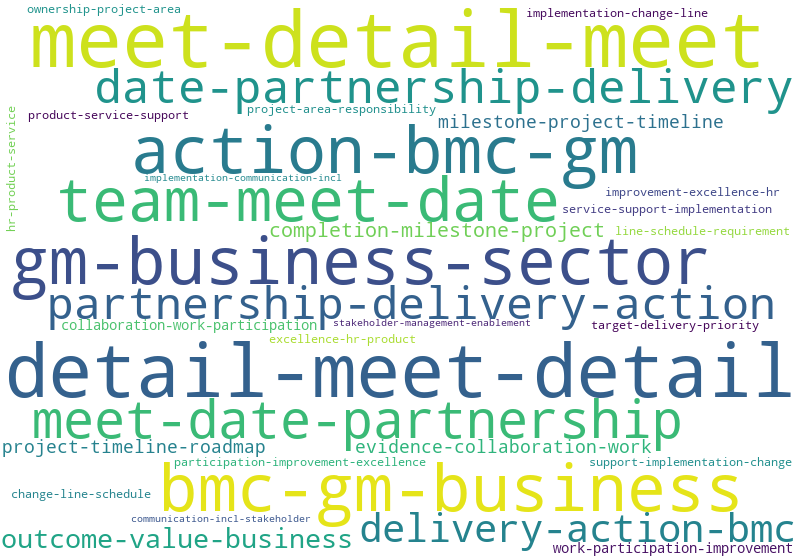 ownership-project-area
implementation-change-line
meet-detail-meet
date-partnership-delivery
product-service-support
project-area-responsibility
milestone-project-timeline
hr-product-service
action-bmc-gm
implementation-communication-incl
team-meet-date
improvement-excellence-hr
service-support-implementation
completion-milestone-project
line-schedule-requirement
gm-business-sector
partnership-delivery-action
collaboration-work-participation
stakeholder-management-enablement
target-delivery-priority
excellence-hr-product
detail-meet-detail
meet-date-partnership
project-timeline-roadmap
evidence-collaboration-work
participation-improvement-excellence
support-implementation-change
bmc-gm-business
change-line-schedule
communication-incl-stakeholder
delivery-action-bmc
outcome-value-business
work-participation-improvement